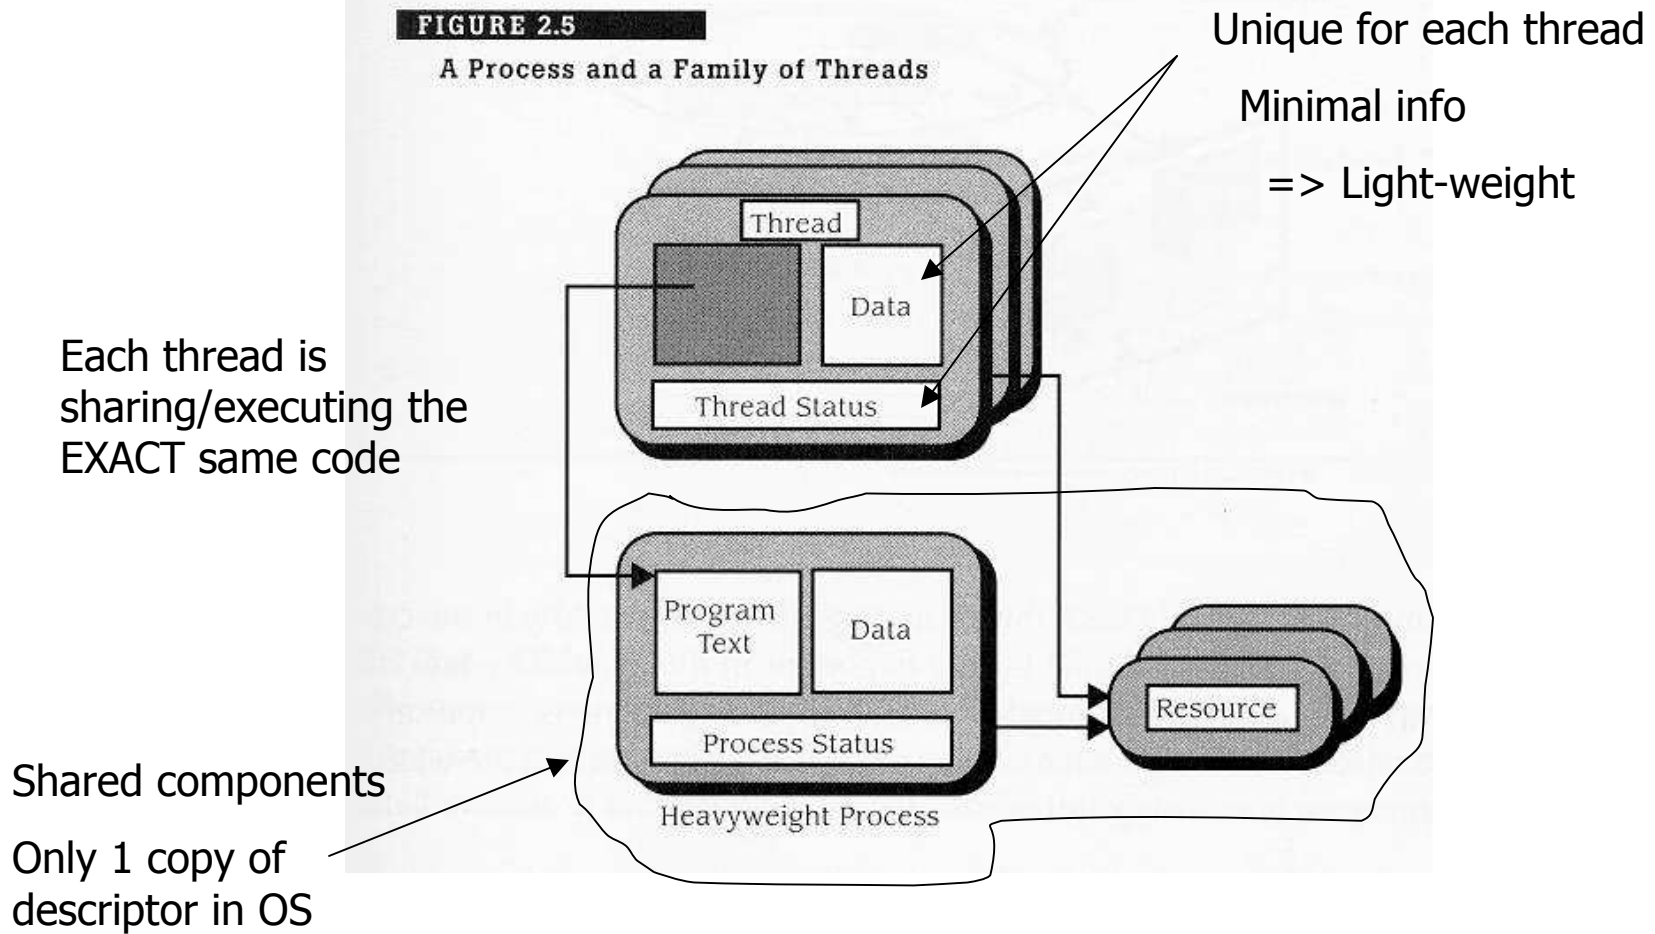 FIGURE 2.5
A Process and a Family of Threads
Unique for each thread
Minimal info
=> Light-weight
Thread
Data
Thread Status
Each thread is
sharing/executing the
EXACT same code
Program
Text
Data
Process Status
Heavyweight Process
Resource
Shared components
Only 1 copy of
descriptor in OS